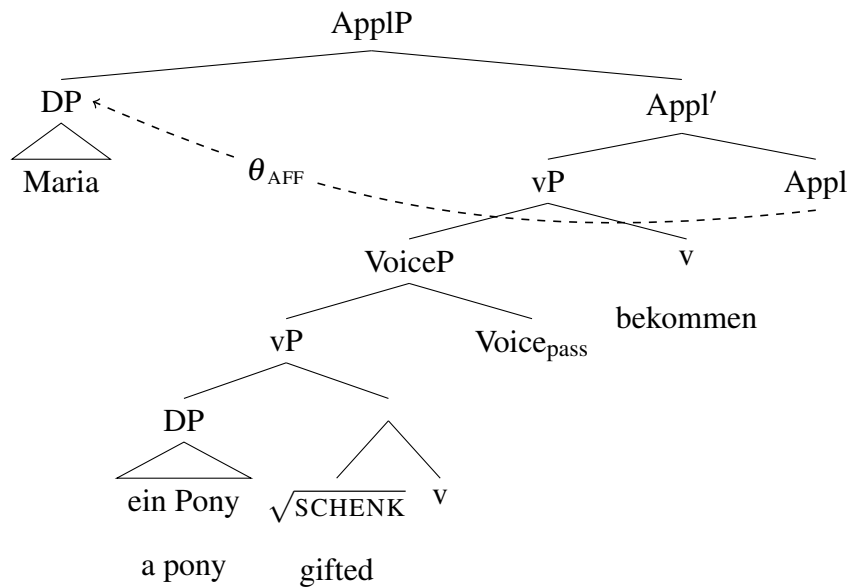 ApplP
DP Appl′
Maria θAFF vP Appl
VoiceP v
bekommen
vP Voicepass
DP
ein Pony √SCHENK v
a pony gifted